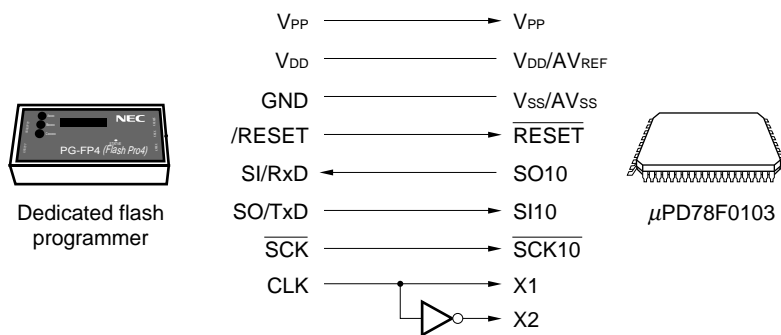 VPP VPP
VDD VDD/AVREF
GND VSS/AVSS
/RESET RESET
SI/RxD SO10
SO/TxD SI10
SCK SCK10
CLK X1
X2
NEC
PG-FP4 (Flash Pro4)
Dedicated flash
programmer
μPD78F0103